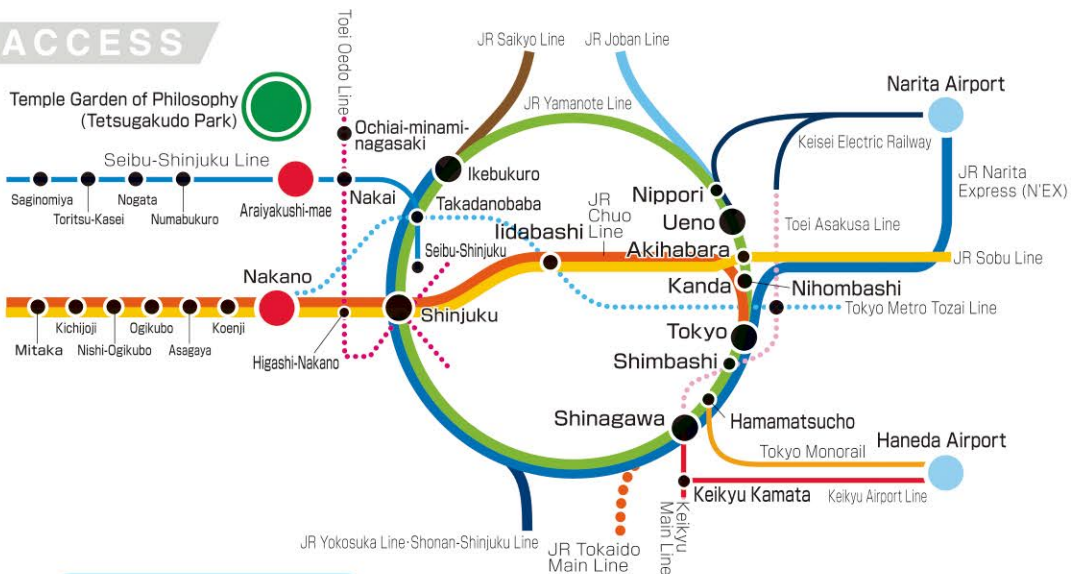 ACCESS
Toei Oedo Line
JR Saikyo Line
JR Joban Line
Temple Garden of Philosophy
(Tetsugakudo Park)
JR Yamanote Line
Narita Airport
Ochiai-minami-
nagasaki
Keisei Electric Railway
Seibu-Shinjuku Line
Ikebukuro
JR Narita
Express (N'EX)
Saginomiya
Toritsu-Kasei
Nogata
Numabukuro
Araiyakushi-mae
Nakai
Takadanobaba
Nippori
Ueno
JR
Chuo
Line
Toei Asakusa Line
Iidabashi
Seibu-Shinjuku
Akihabara
JR Sobu Line
Nakano
Kanda
Nihombashi
Tokyo Metro Tozai Line
Shinjuku
Mitaka
Kichijoji
Nishi-Ogikubo
Ogikubo
Asagaya
Koenji
Higashi-Nakano
Tokyo
Shimbashi
Shinagawa
Hamamatsucho
Tokyo Monorail
Haneda Airport
Keikyu Kamata
Keikyu Airport Line
Keikyu
Main Line
JR Yokosuka Line·Shonan-Shinjuku Line
JR Tokaido
Main Line